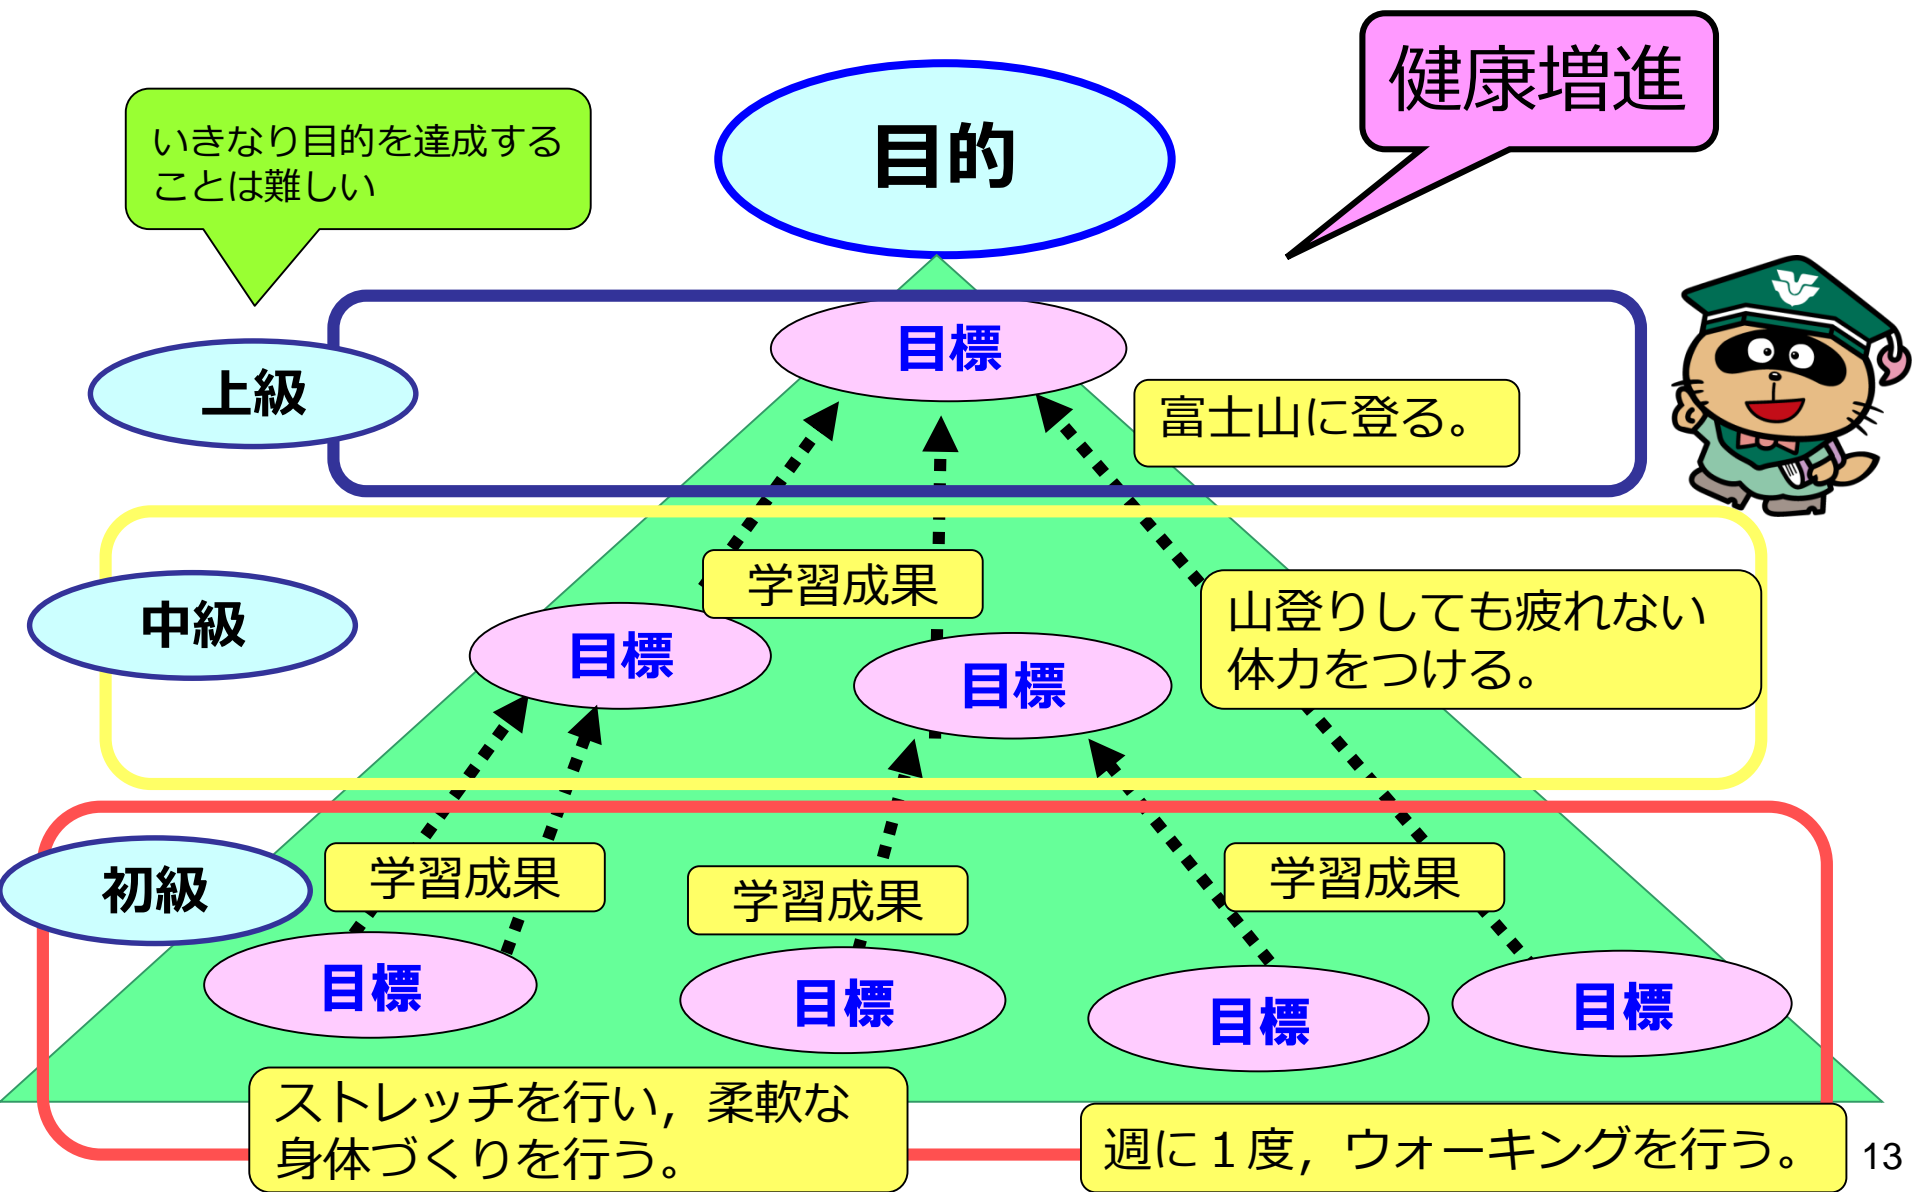 健康増進
目的
いきなり目的を達成する
ことは難しい
目標
上級
富士山に登る。
学習成果
中級
目標
目標
山登りしても疲れない
体力をつける。
初級
学習成果
学習成果
学習成果
目標
目標
目標
目標
ストレッチを行い，柔軟な
身体づくりを行う。
週に１度，ウォーキングを行う。
13